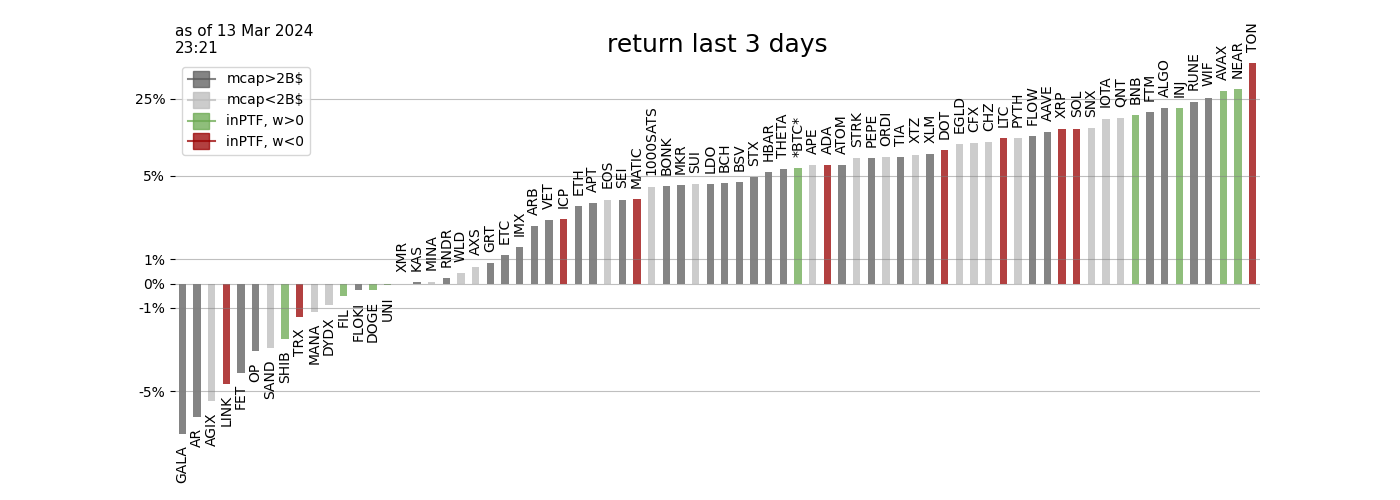 as of 13 Mar 2024
23:21
return last 3 days
mcap>2B$
mcap<2B$
inPTF, w>0
inPTF, w<0
25%
5%
1%
0%
-1%
-5%
GALA
AR
AGIX
LINK
FET
OP
SAND
SHIB
TRX
MANA
DYDX
FIL
FLOKI
DOGE
UNI
XMR
KAS
MINA
RNDR
WLD
AXS
GRT
ETC
IMX
ARB
VET
ICP
ETH
APT
EOS
SEI
MATIC
1000SATS
BONK
MKR
SUI
LDO
BCH
BSV
STX
HBAR
THETA
*BTC*
APE
ADA
ATOM
STRK
PEPE
ORDI
TIA
XTZ
XLM
DOT
EGLD
CFX
CHZ
LTC
PYTH
FLOW
AAVE
XRP
SOL
SNX
IOTA
QNT
BNB
FTM
ALGO
INJ
RUNE
WIF
AVAX
NEAR
TON